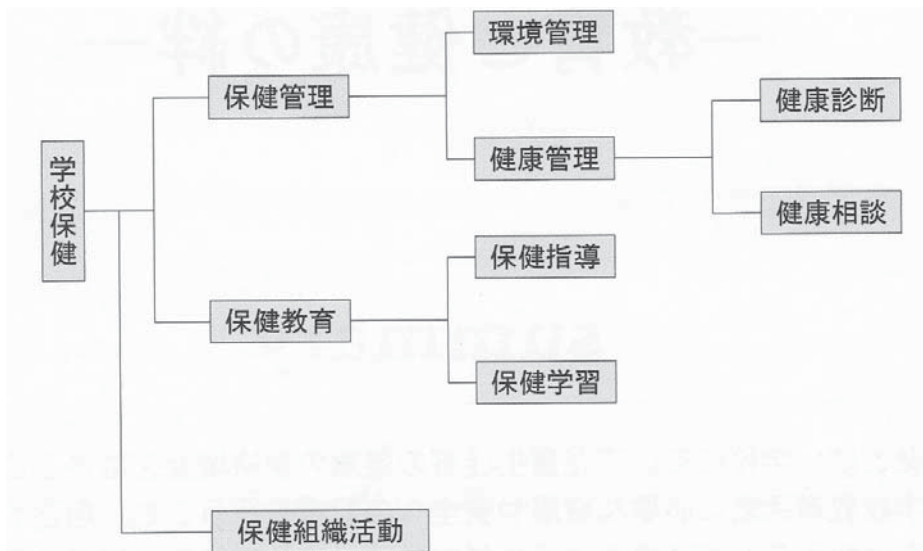 学校保健
保健管理
環境管理
健康管理
健康診断
健康相談
保健教育
保健指導
保健学習
保健組織活動